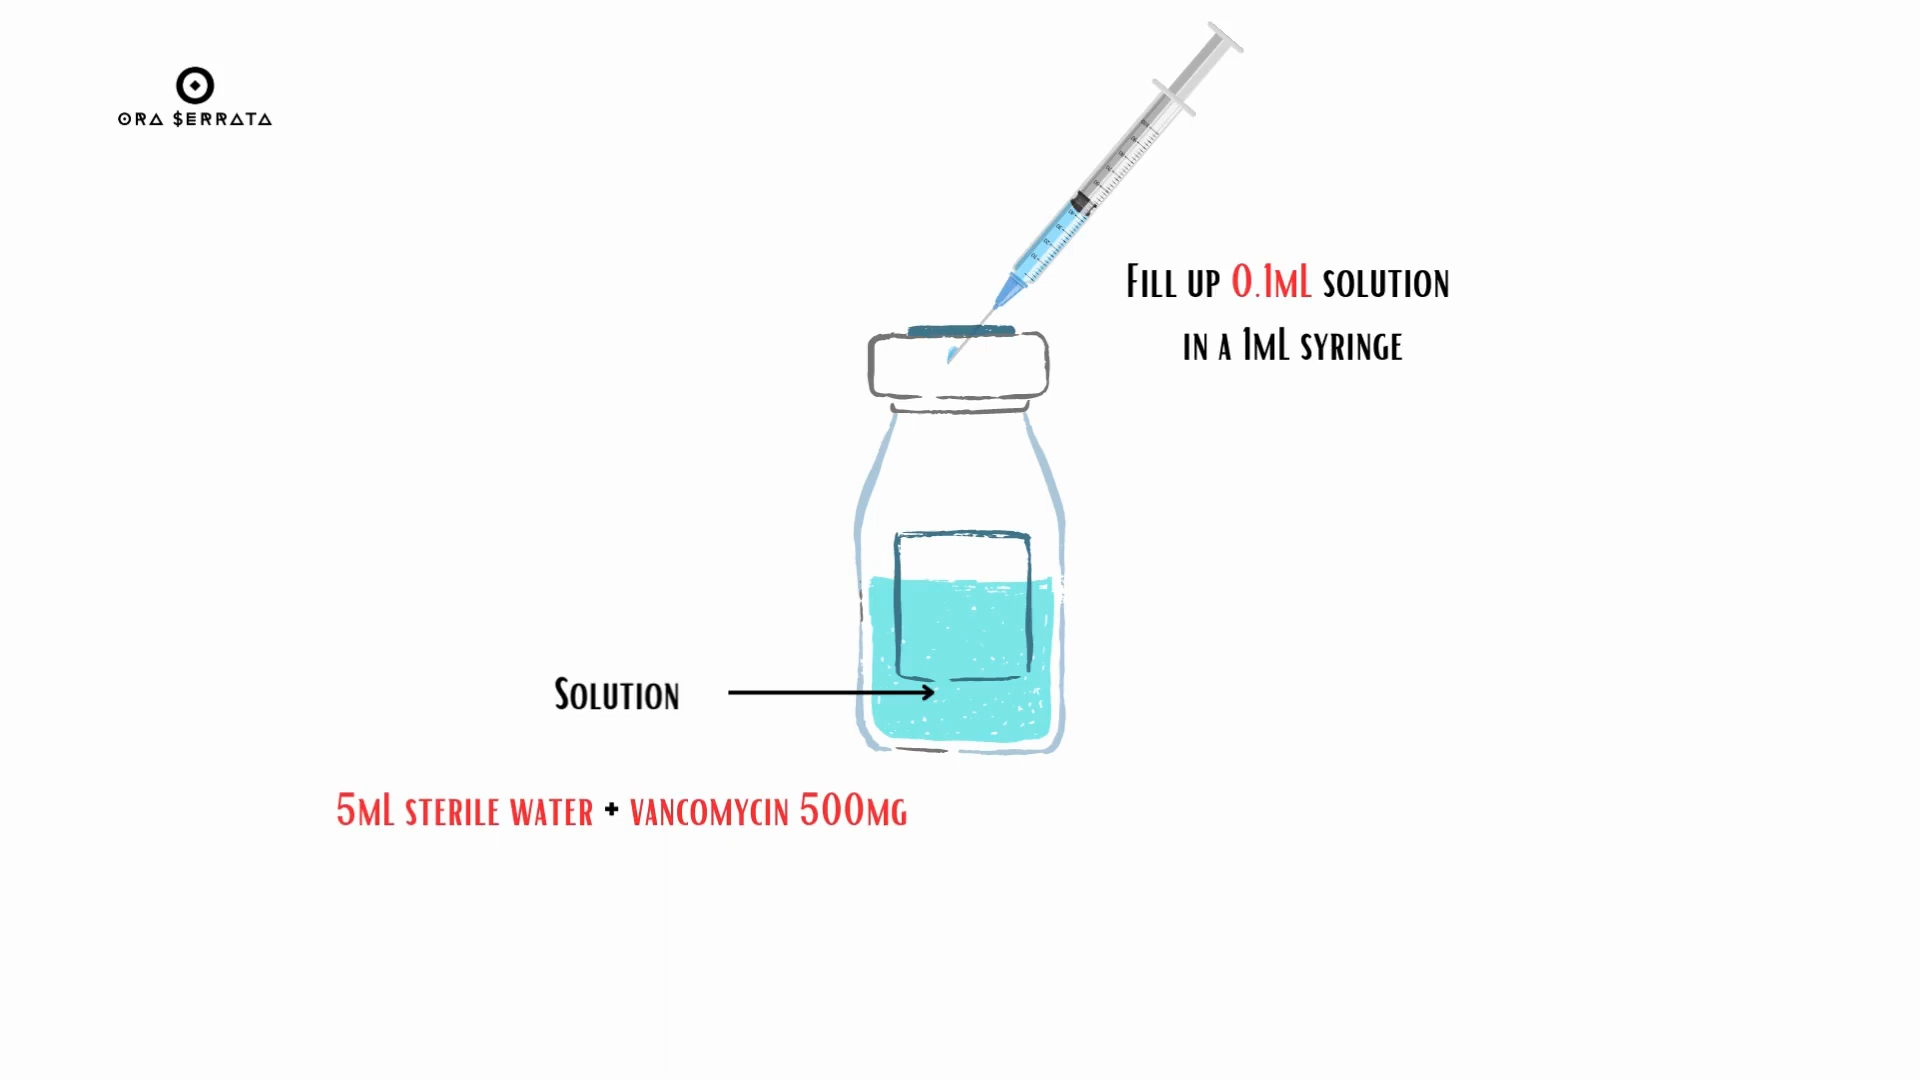 ORA SERRATA
Fill up 0.1ml solution
in a 1ml syringe
Solution
5ml sterile water + vancomycin 500mg